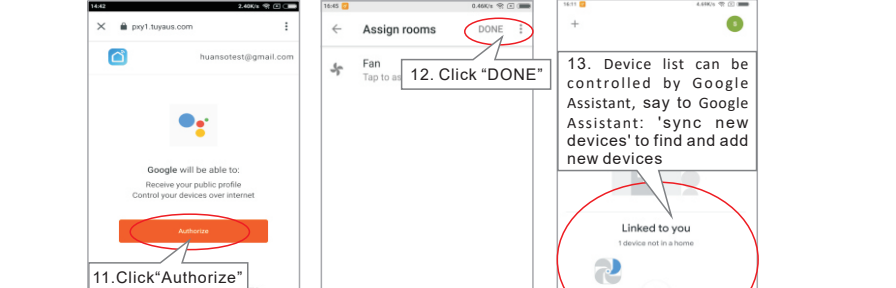 14:42
2.40K/s
pxy1.tuyaus.com
huansotest@gmail.com
Google will be able to:
Receive your public profile
Control your devices over internet
Authorize
11.Click“Authorize”
16:45
0.46K/s
Assign rooms
DONE
Fan
Tap to as
12. Click “DONE”
16:11
4.69K/s
S
13. Device list can be
controlled by Google
Assistant, say to Google
Assistant: 'sync new
devices' to find and add
new devices
Linked to you
1 device not in a home